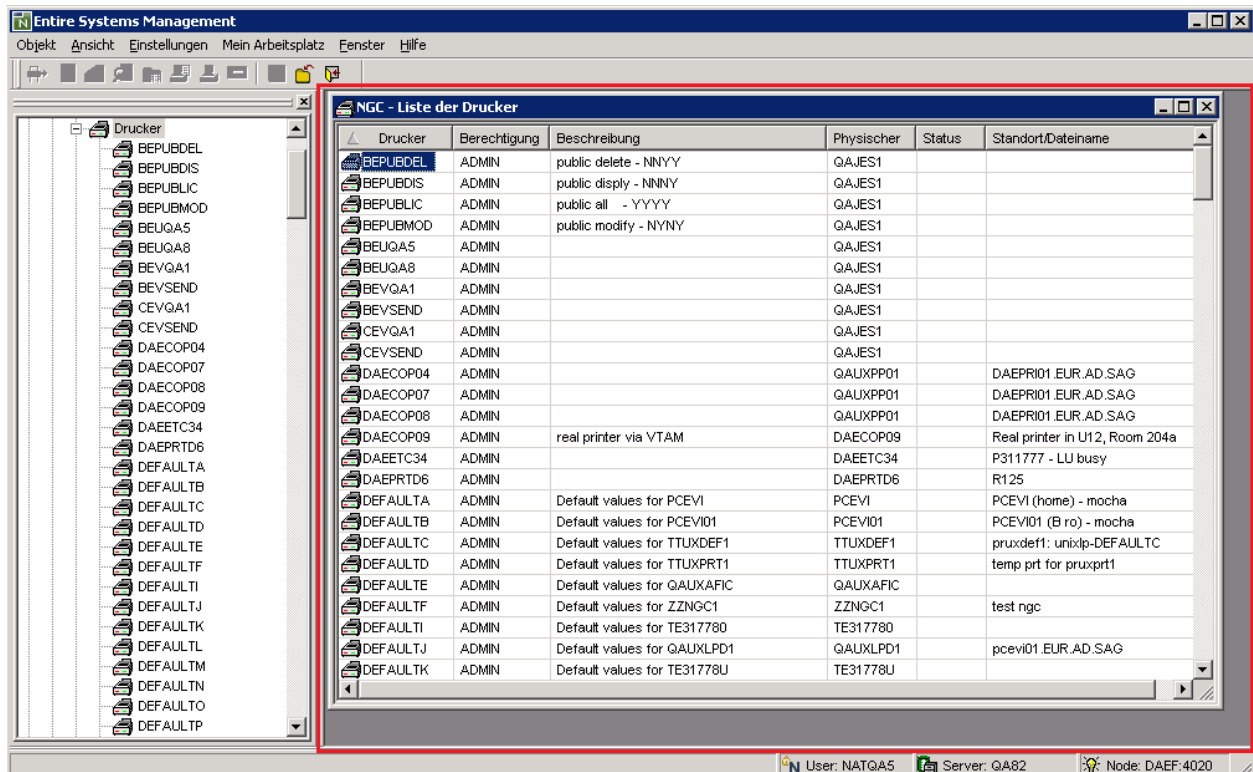 Entire Systems Management
Objekt Ansicht Einstellungen Mein Arbeitsplatz Fenster Hilfe
Drucker
BEPUBDEL
BEPUBDIS
BEPUBLIC
BEPUBMOD
BEUQA5
BEUQA8
BEVQA1
BEVSEND
CEVQA1
CEVSEND
DAECOP04
DAECOP07
DAECOP08
DAECOP09
DAEETC34
DAEPRTD6
DEFAULTA
DEFAULTB
DEFAULTC
DEFAULTD
DEFAULTE
DEFAULTF
DEFAULTI
DEFAULTJ
DEFAULTK
DEFAULTL
DEFAULTM
DEFAULTN
DEFAULTO
DEFAULTP
NGC - Liste der Drucker
Drucker Berechtigung Beschreibung Physischer Status Standort/Dateiname
BEPUBDEL ADMIN public delete - NNYY QAJES1
BEPUBDIS ADMIN public disply - NNNY QAJES1
BEPUBLIC ADMIN public all - YYYY QAJES1
BEPUBMOD ADMIN public modify - NYNY QAJES1
BEUQA5 ADMIN QAJES1
BEUQA8 ADMIN QAJES1
BEVQA1 ADMIN QAJES1
BEVSEND ADMIN QAJES1
CEVQA1 ADMIN QAJES1
CEVSEND ADMIN QAJES1
DAECOP04 ADMIN QAUXPP01 DAEPRI01.EUR.AD.SAG
DAECOP07 ADMIN QAUXPP01 DAEPRI01.EUR.AD.SAG
DAECOP08 ADMIN QAUXPP01 DAEPRI01.EUR.AD.SAG
DAECOP09 ADMIN real printer via VTAM DAECOP09 Real printer in U12, Room 204a
DAEETC34 ADMIN DAEETC34 P311777 - LU busy
DAEPRTD6 ADMIN DAEPRTD6 R125
DEFAULTA ADMIN Default values for PCEVI PCEVI PCEVI (home) - mocha
DEFAULTB ADMIN Default values for PCEVI01 PCEVI01 PCEVI01 (B ro) - mocha
DEFAULTC ADMIN Default values for TTUXDEF1 TTUXDEF1 pruxdef1: unixlp-DEFAULTC
DEFAULTD ADMIN Default values for TTUXPRT1 TTUXPRT1 temp prt for pruxprt1
DEFAULTE ADMIN Default values for QAUXAFIC QAUXAFIC
DEFAULTF ADMIN Default values for ZZNGC1 ZZNGC1 test ngc
DEFAULTI ADMIN Default values for TE317780 TE317780
DEFAULTJ ADMIN Default values for QAUXLPD1 QAUXLPD1 pcevi01.EUR.AD.SAG
DEFAULTK ADMIN Default values for TE31778U TE31778U
User: NATQA5 Server: QA82 Node: DAEF:4020